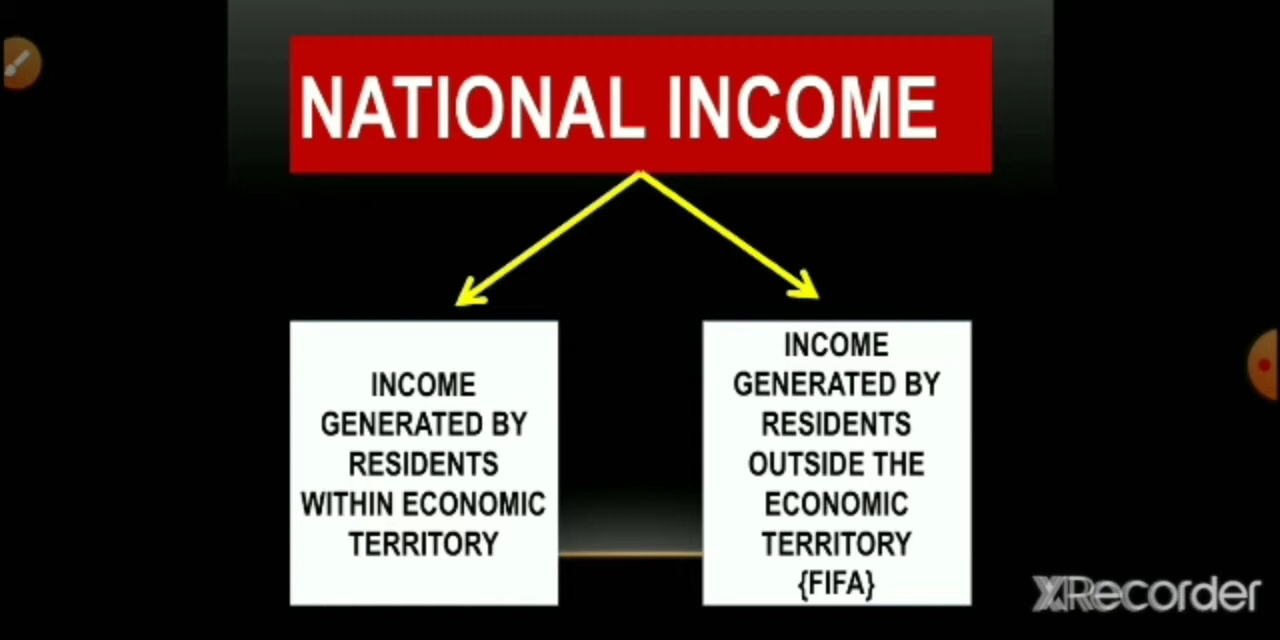 NATIONAL INCOME
INCOME
GENERATED BY
RESIDENTS
WITHIN ECONOMIC
TERRITORY
INCOME
GENERATED BY
RESIDENTS
OUTSIDE THE
ECONOMIC
TERRITORY
{FIFA}
XRecorder